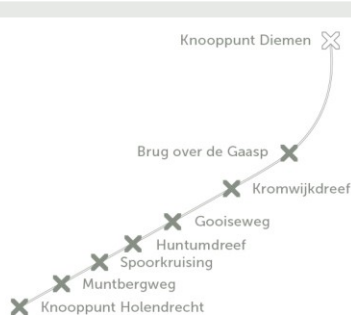 Knooppunt Diemen
Brug over de Gaasp
Kromwijkdreef
Gooiseweg
Huntumdreef
Spoorkruising
Muntbergweg
Knooppunt Holendrecht